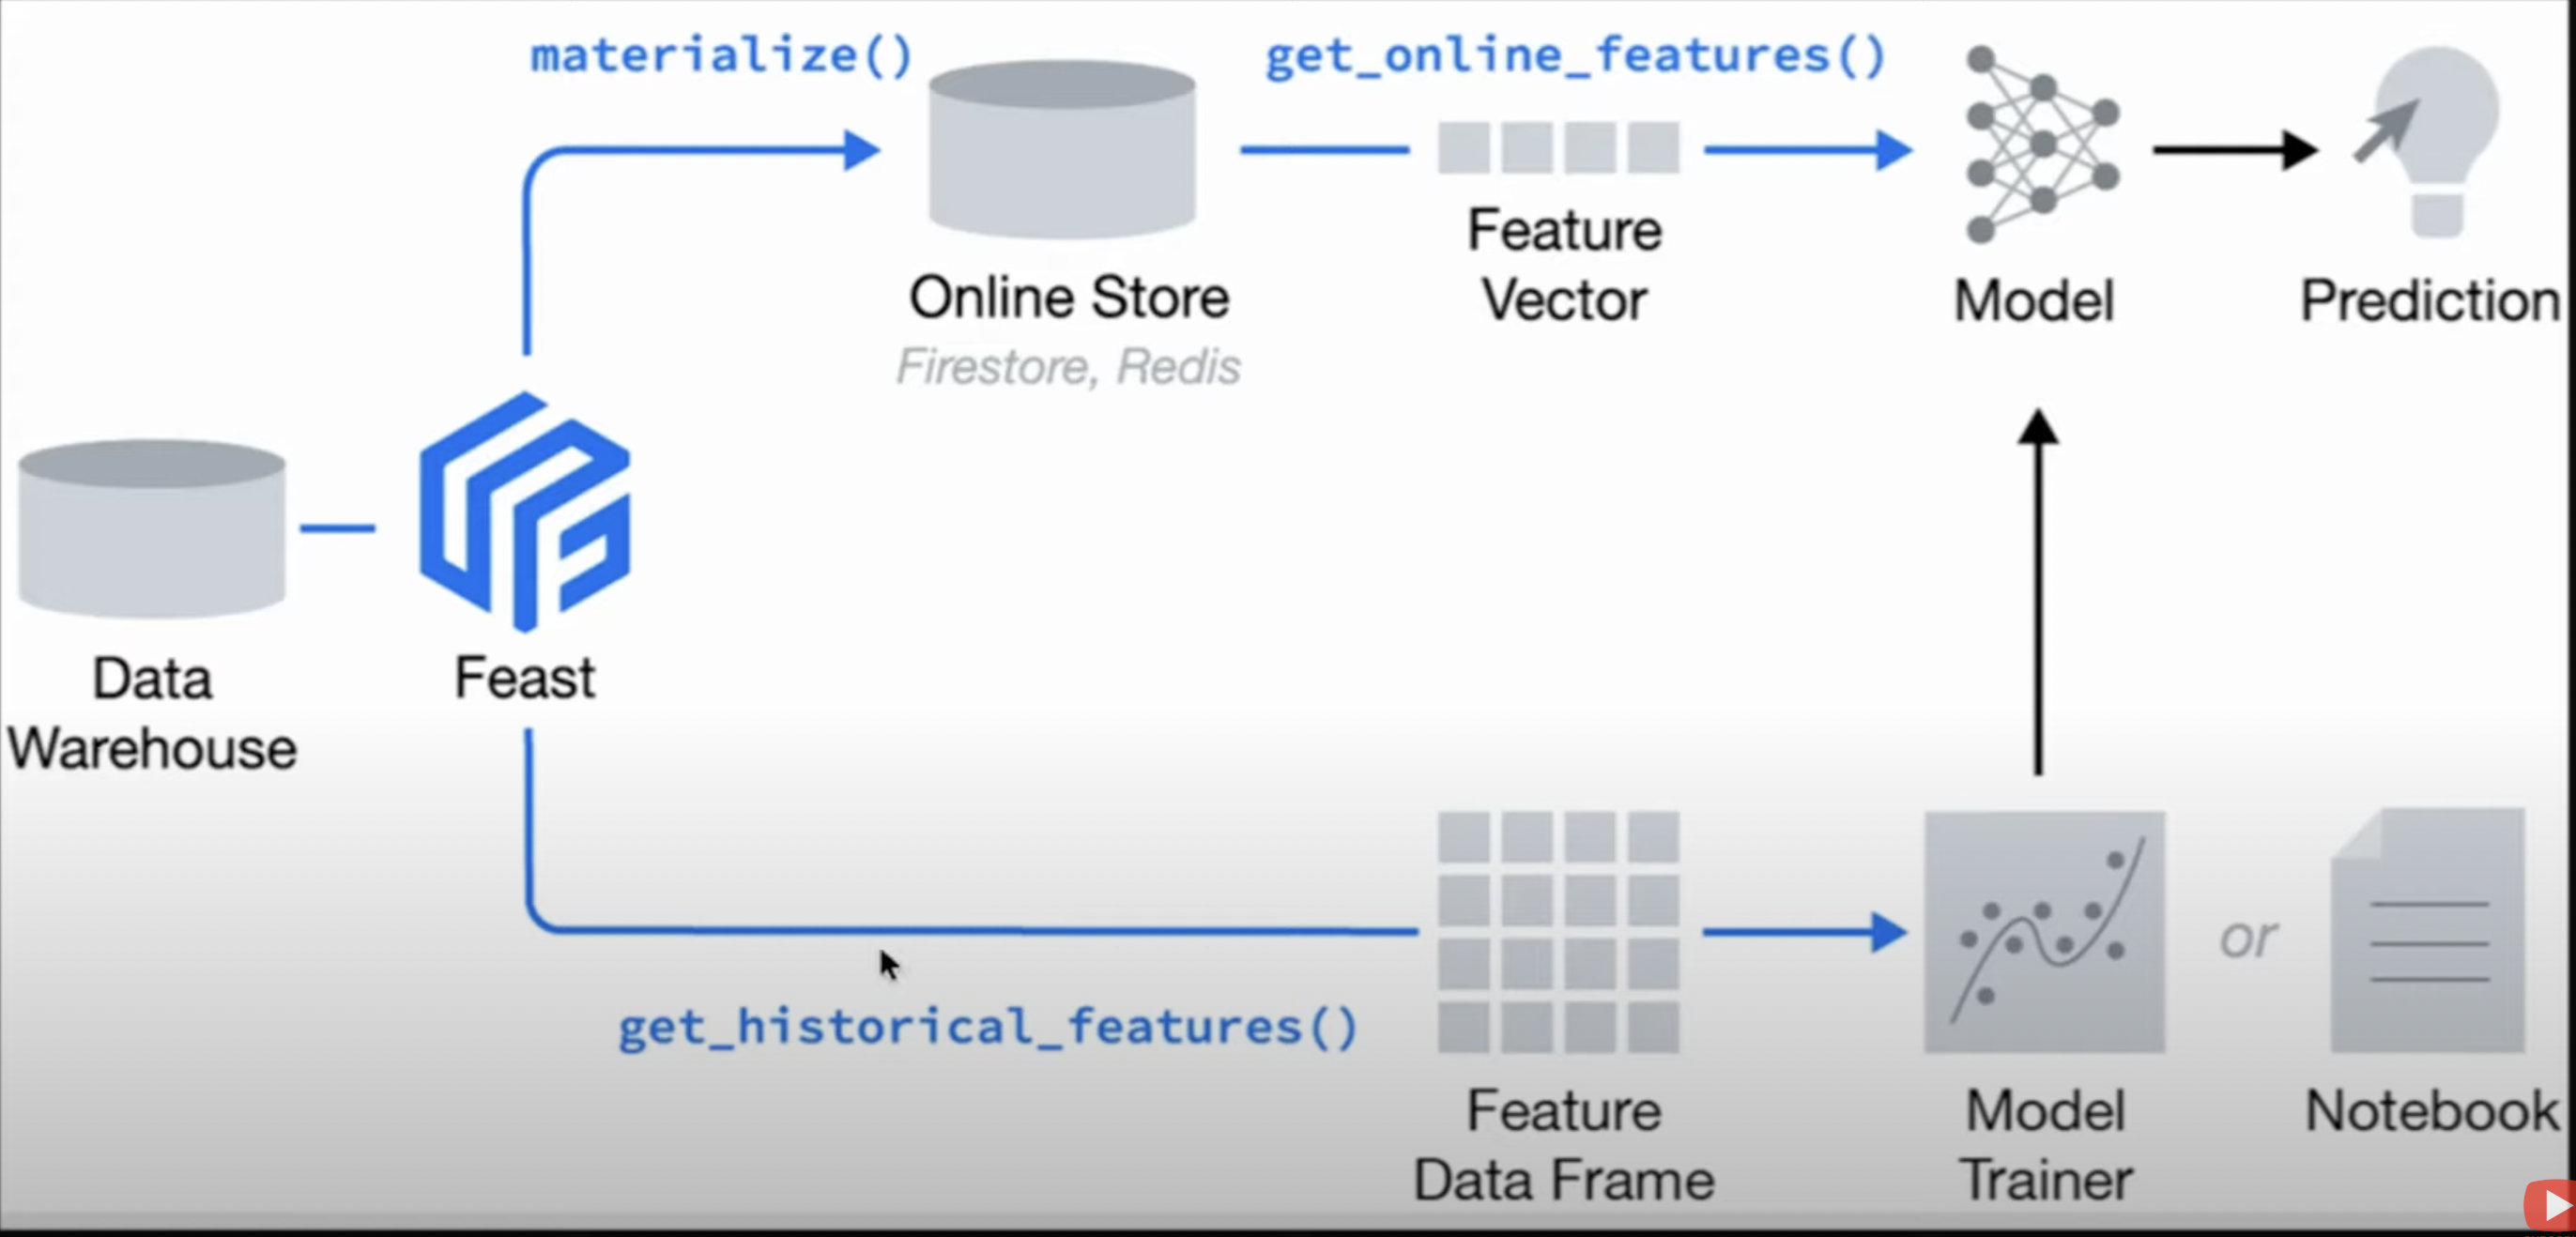 materialize()
get_online_features()
Feature
Vector
Online Store
Firestore, Redis
Model
Prediction
Data
Warehouse
Feast
get_historical_features()
Feature
Data Frame
Model
Trainer
or
Notebook